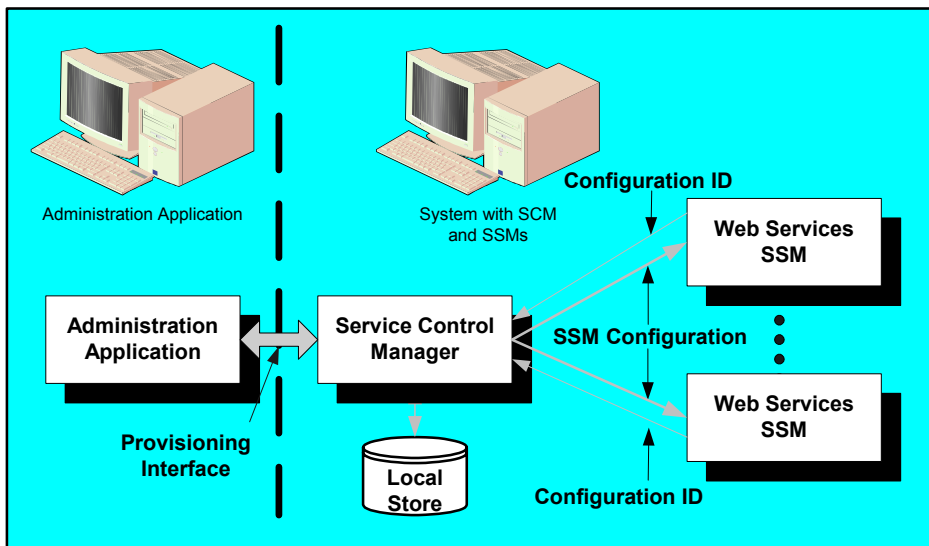 Administration Application
System with SCM
and SSMs
Configuration ID
Web Services
SSM
Administration
Application
Service Control
Manager
SSM Configuration
Web Services
SSM
Provisioning
Interface
Local
Store
Configuration ID